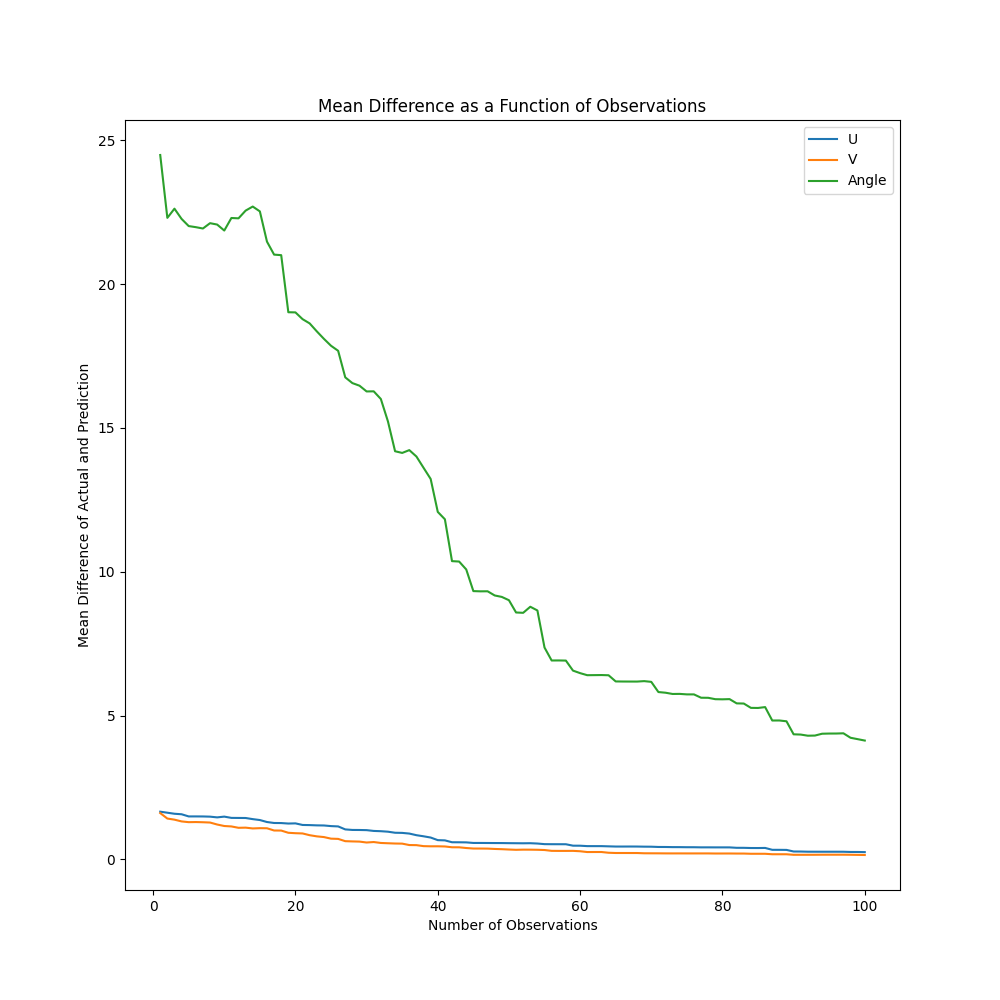 Mean Difference as a Function of Observations
U
V
Angle
Mean Difference of Actual and Prediction
25
20
15
10
5
0
0 20 40 60 80 100
Number of Observations